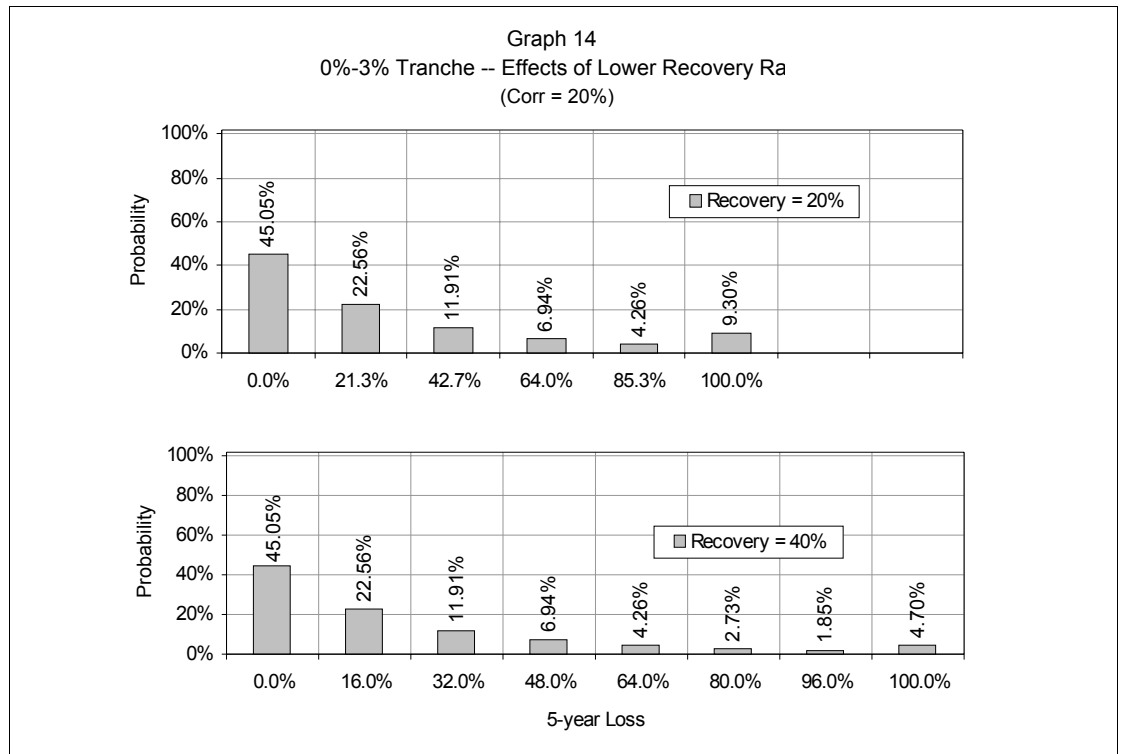 Graph 14
0%-3% Tranche -- Effects of Lower Recovery Ra
(Corr = 20%)
100%
80%
60%
40%
20%
0%
Probability
Recovery = 20%
45.05%
22.56%
11.91%
6.94%
4.26%
9.30%
0.0% 21.3% 42.7% 64.0% 85.3% 100.0%
100%
80%
60%
40%
20%
0%
Probability
Recovery = 40%
45.05%
22.56%
11.91%
6.94%
4.26%
2.73%
1.85%
4.70%
0.0% 16.0% 32.0% 48.0% 64.0% 80.0% 96.0% 100.0%
5-year Loss